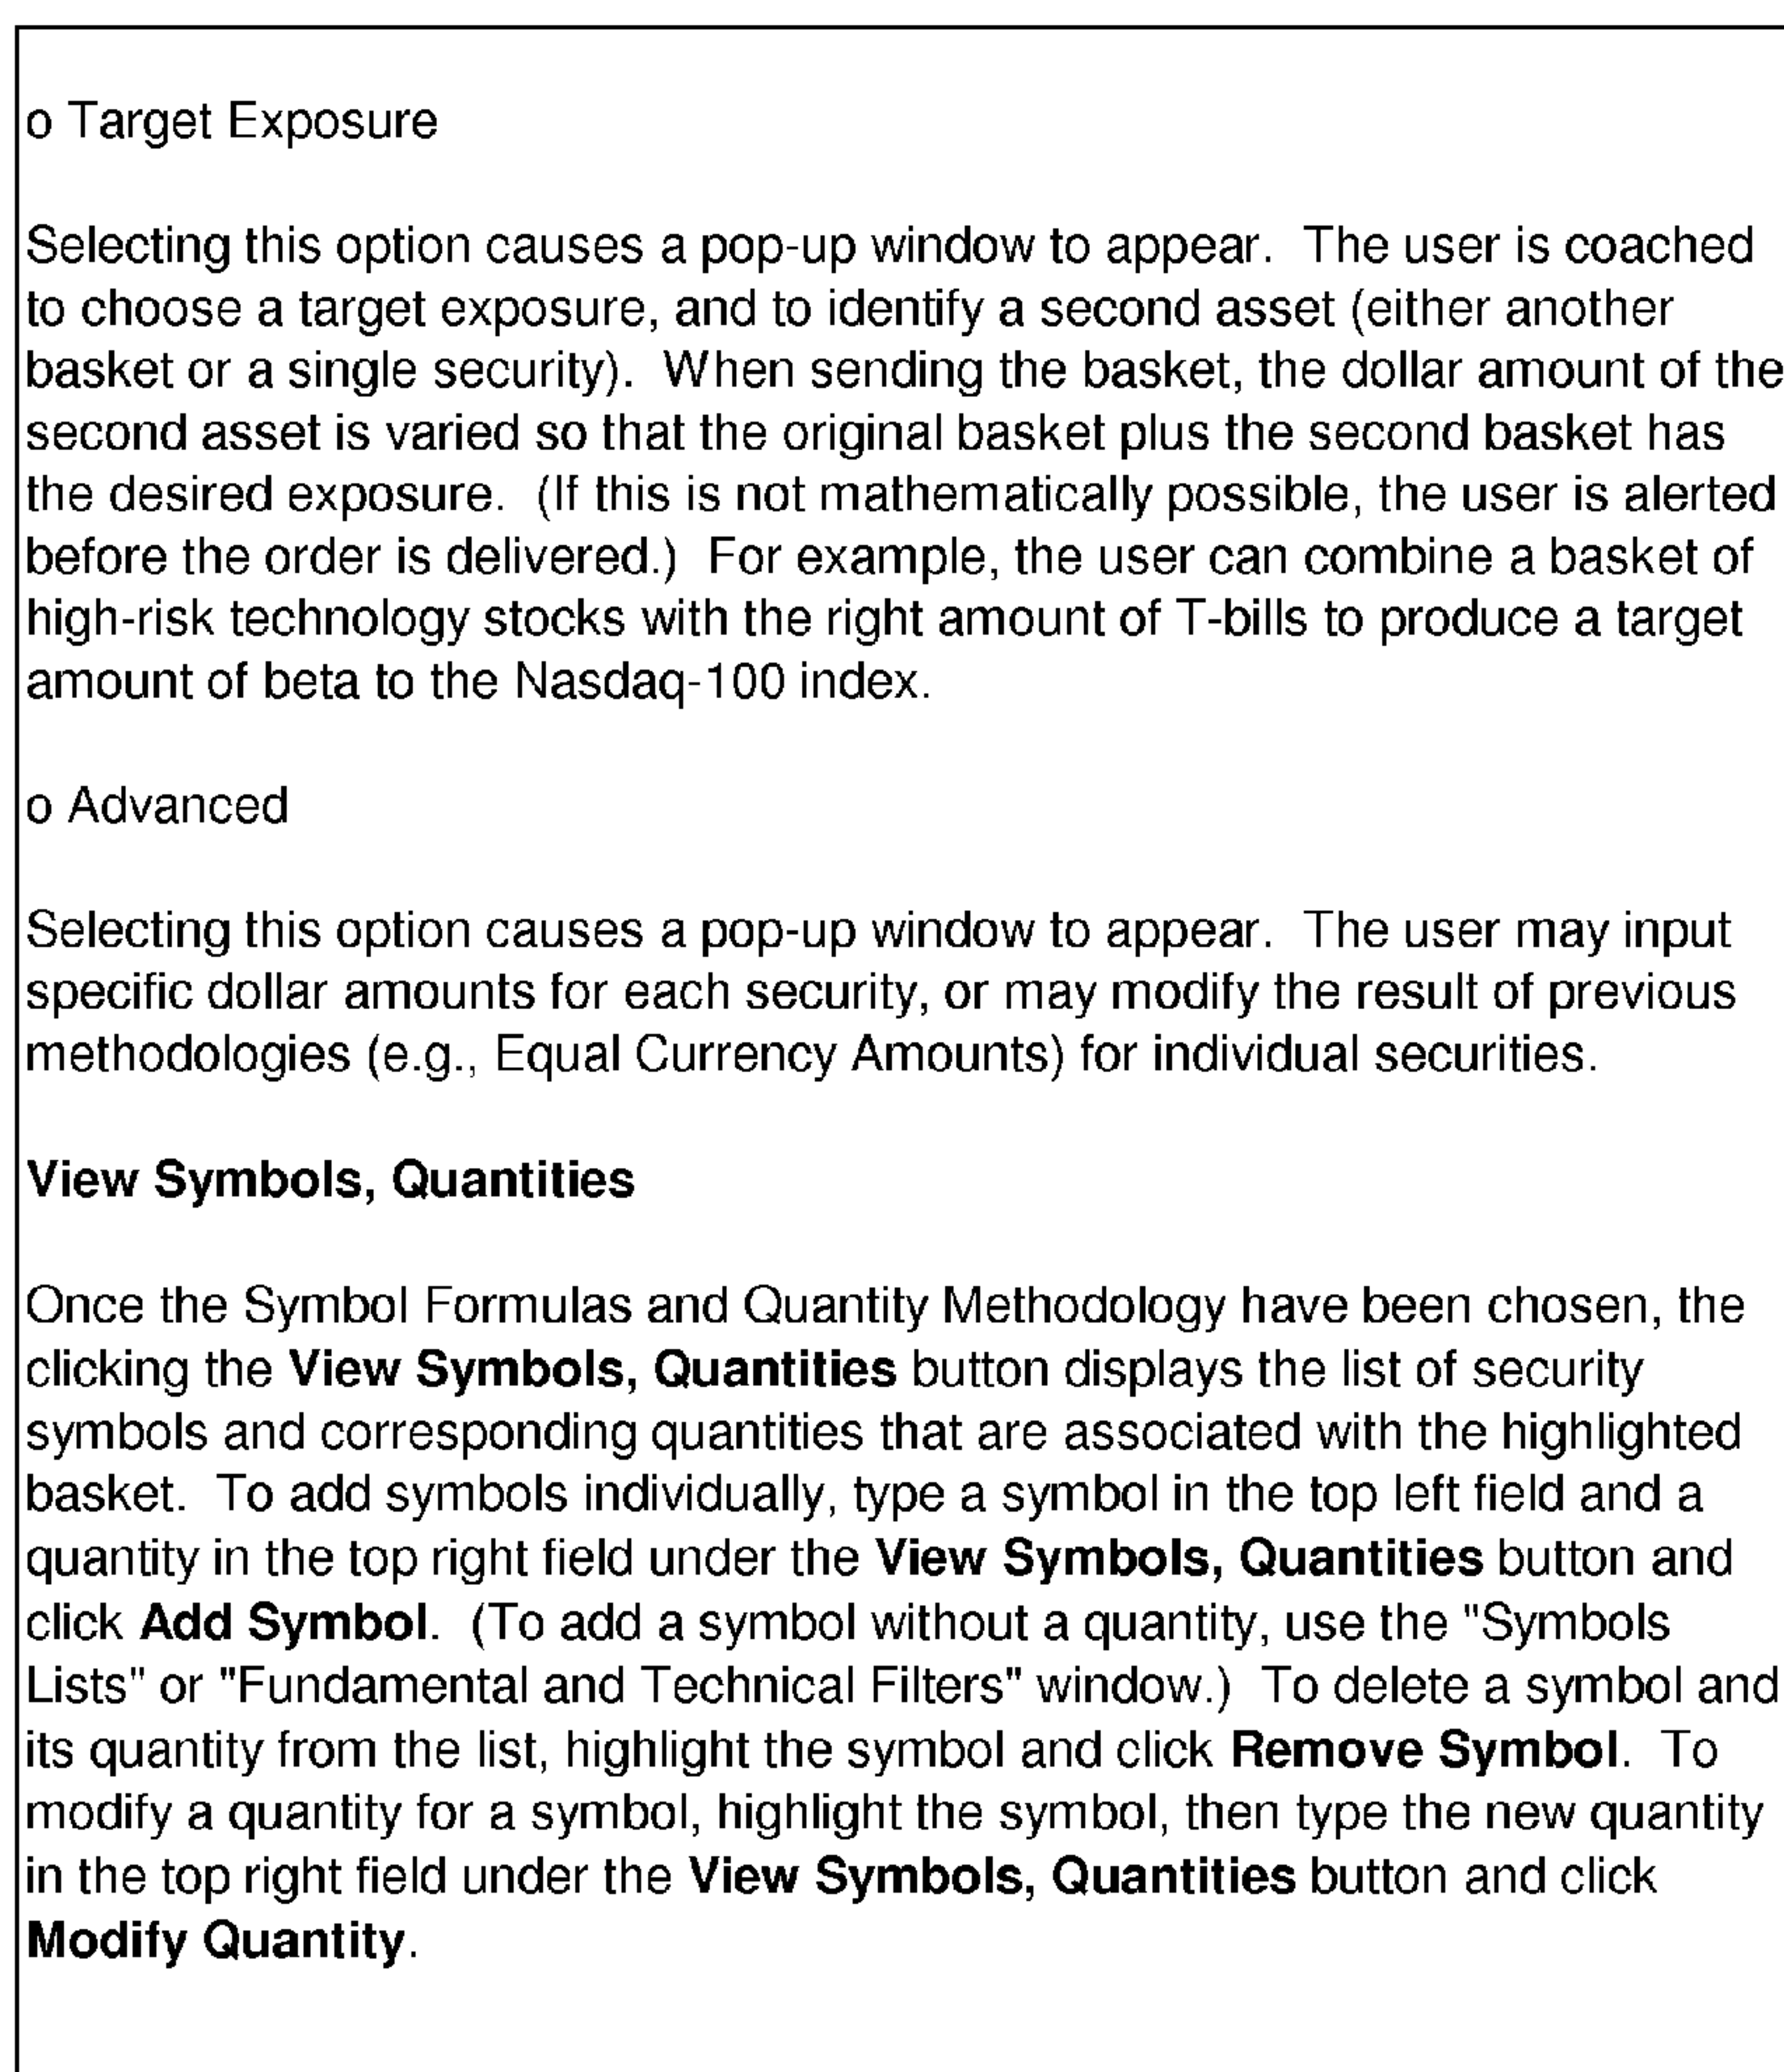 o Target Exposure
Selecting this option causes a pop-up window to appear.  The user is coached
to choose a target exposure, and to identify a second asset (either another
basket or a single security).  When sending the basket, the dollar amount of the
second asset is varied so that the original basket plus the second basket has
the desired exposure.  (If this is not mathematically possible, the user is alerted
before the order is delivered.)  For example, the user can combine a basket of
high-risk technology stocks with the right amount of T-bills to produce a target
amount of beta to the Nasdaq-100 index.
o Advanced
Selecting this option causes a pop-up window to appear.  The user may input
specific dollar amounts for each security, or may modify the result of previous
methodologies (e.g., Equal Currency Amounts) for individual securities.
View Symbols, Quantities
Once the Symbol Formulas and Quantity Methodology have been chosen, the
clicking the View Symbols, Quantities button displays the list of security
symbols and corresponding quantities that are associated with the highlighted
basket.  To add symbols individually, type a symbol in the top left field and a
quantity in the top right field under the View Symbols, Quantities button and
click Add Symbol.  (To add a symbol without a quantity, use the "Symbols
Lists" or "Fundamental and Technical Filters" window.)  To delete a symbol and
its quantity from the list, highlight the symbol and click Remove Symbol.  To
modify a quantity for a symbol, highlight the symbol, then type the new quantity
in the top right field under the View Symbols, Quantities button and click
Modify Quantity.